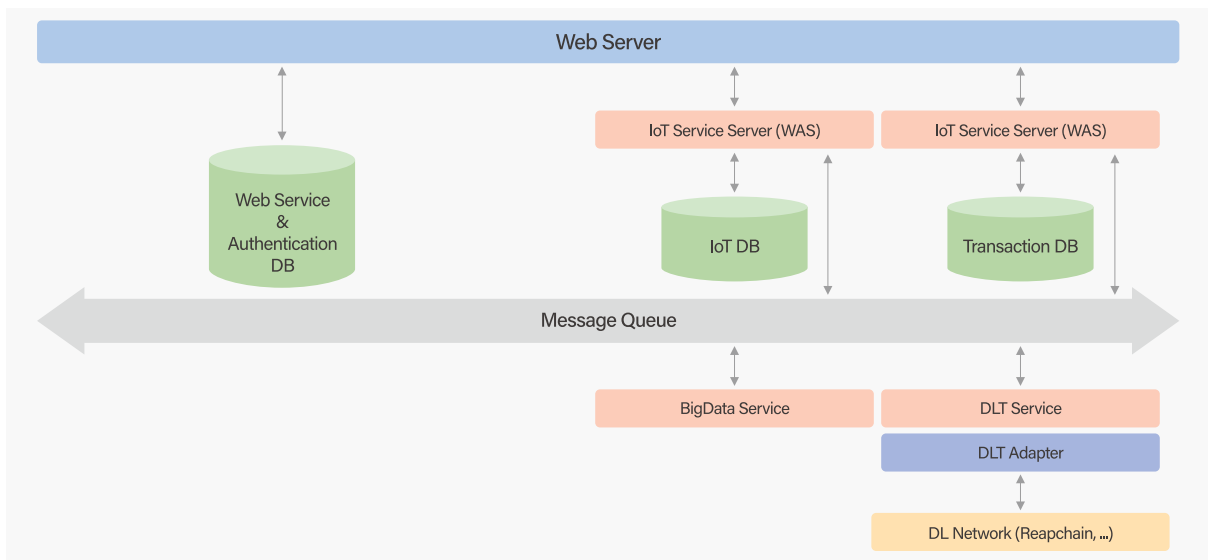 Web Server
IoT Service Server (WAS)
IoT Service Server (WAS)
Web Service
&
Authentication
DB
IoT DB
Transaction DB
Message Queue
BigData Service
DLT Service
DLT Adapter
DL Network (Reapchain, ...)